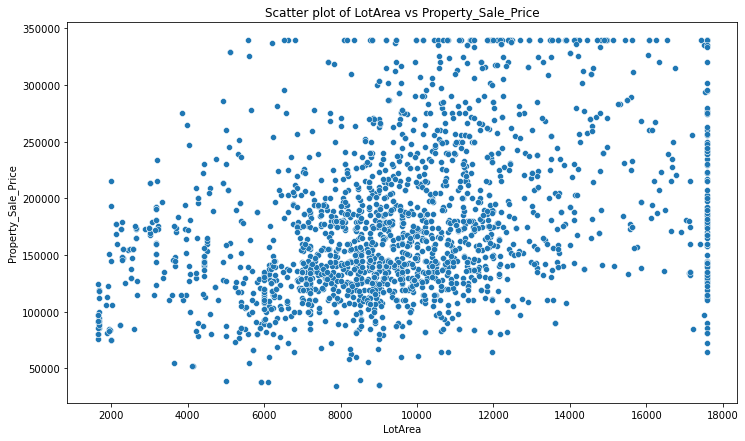 Scatter plot of LotArea vs Property_Sale_Price
350000
300000
250000
200000
150000
100000
50000
Property_Sale_Price
2000 4000 6000 8000 10000 12000 14000 16000 18000
LotArea